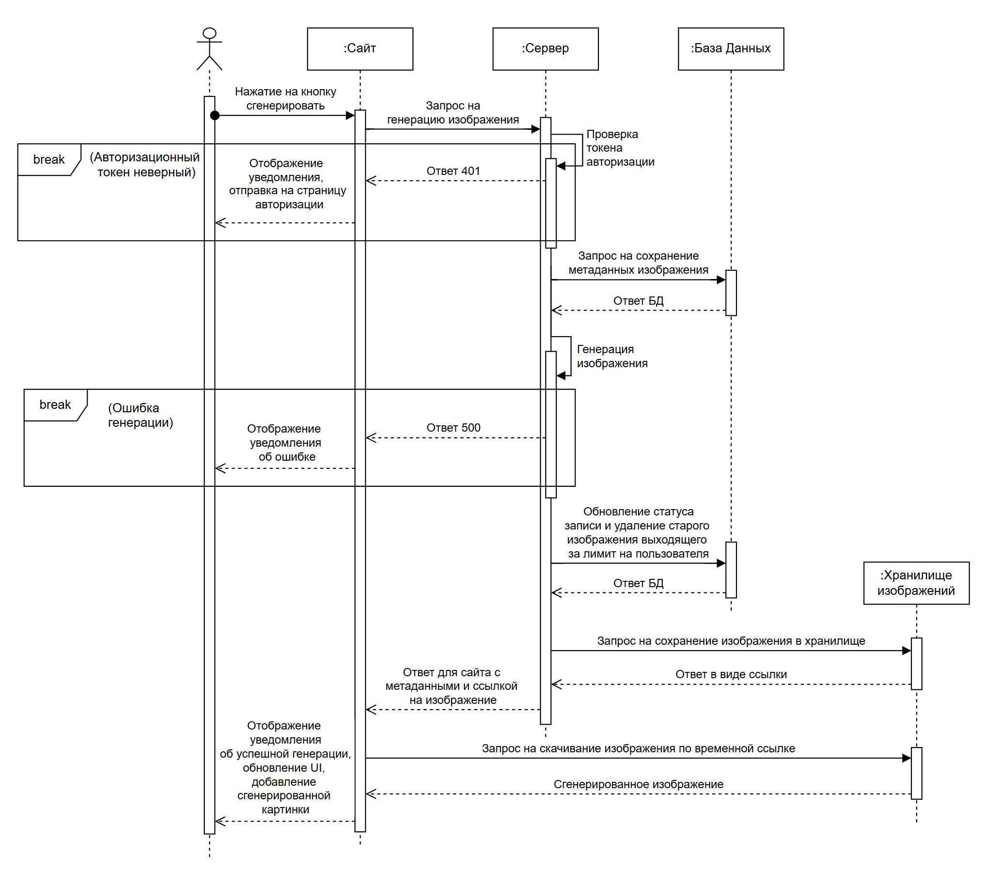 :Сайт
:Сервер
:База Данных
Нажатие на кнопку
сгенерировать
Запрос на
генерацию изображения
Проверка
токена
авторизации
break
(Авторизационный
токен неверный)
Отображение
уведомления,
отправка на страницу
авторизации
Ответ 401
Запрос на сохранение
метаданных изображения
Ответ БД
Генерация
изображения
break
(Ошибка
генерации)
Отображение
уведомления
об ошибке
Ответ 500
Обновление статуса
записи и удаление старого
изображения выходящего
за лимит на пользователя
Ответ БД
:Хранилище
изображений
Запрос на сохранение изображения в хранилище
Ответ в виде ссылки
Ответ для сайта с
метаданными и ссылкой
на изображение
Отображение
уведомления
об успешной генерации,
обновление UI,
добавление
сгенерированной
картинки
Запрос на скачивание изображения по временной ссылке
Сгенерированное изображение